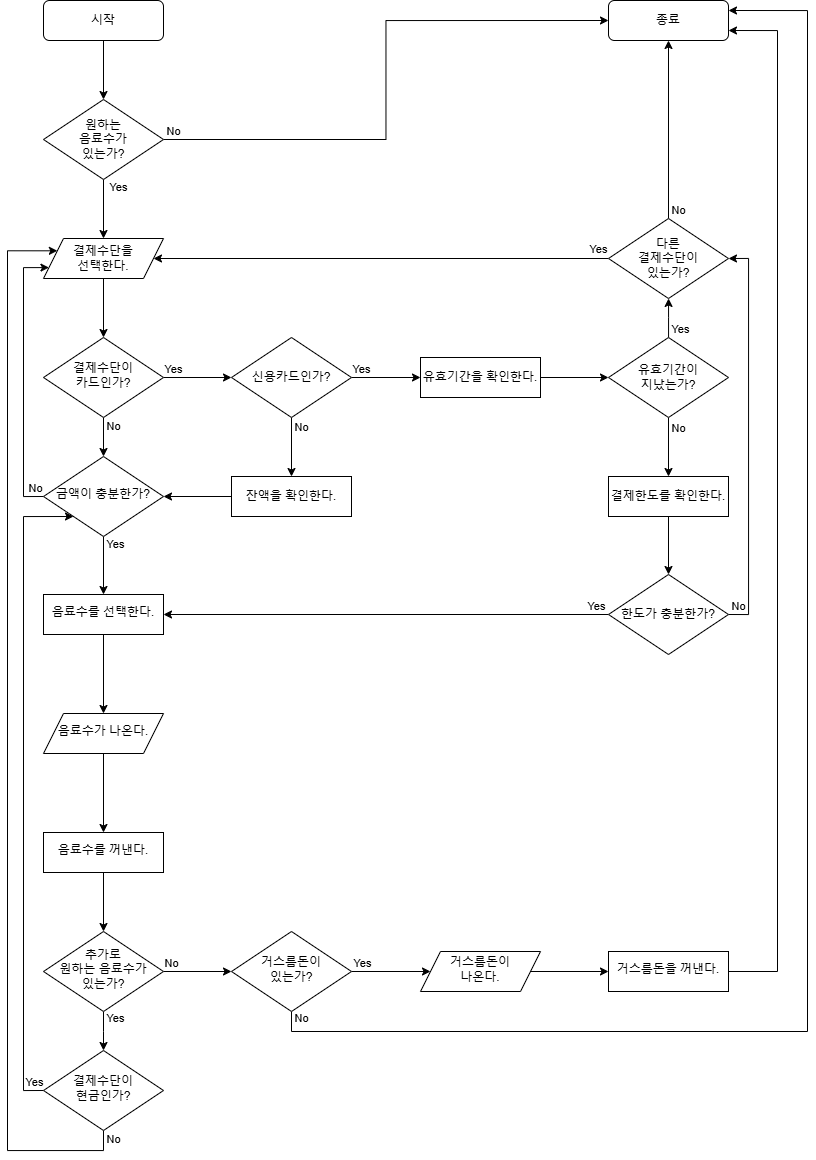 시작
종료
원하는
음료수가
있는가?
No
Yes
결제수단을
선택한다.
Yes
다른
결제수단이
있는가?
No
결제수단이
카드인가?
Yes
No
신용카드인가?
Yes
No
유효기간을 확인한다.
유효기간이
지났는가?
Yes
No
금액이 충분한가?
No
Yes
잔액을 확인한다.
결제한도를 확인한다.
음료수를 선택한다.
Yes
한도가 충분한가?
No
음료수가 나온다.
음료수를 꺼낸다.
추가로
원하는 음료수가
있는가?
No
Yes
거스름돈이
있는가?
Yes
No
거스름돈이
나온다.
거스름돈을 꺼낸다.
결제수단이
현금인가?
Yes
No